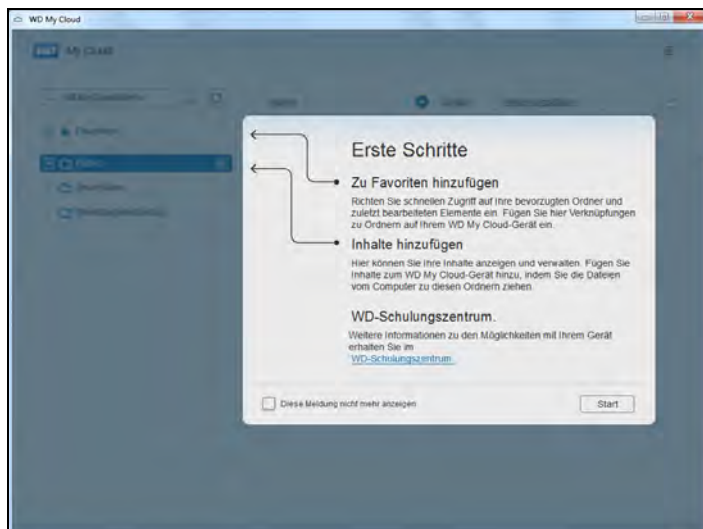 WD My Cloud
My Cloud
Erste Schritte
Zu Favoriten hinzufügen
Richten Sie schnellen Zugriff auf Ihre bevorzugten Ordner und
zuletzt bearbeiteten Elemente ein. Fügen Sie hier Verknüpfungen
zu Ordnern auf Ihrem WD My Cloud-Gerät ein.
Inhalte hinzufügen
Hier können Sie Ihre Inhalte anzeigen und verwalten. Fügen Sie
Inhalte zum WD My Cloud-Gerät hinzu, indem Sie die Dateien
vom Computer zu diesen Ordnern ziehen.
WD-Schulungszentrum.
Weitere Informationen zu den Möglichkeiten mit Ihrem Gerät
erhalten Sie im
WD-Schulungszentrum.
Diese Meldung nicht mehr anzeigen
Start